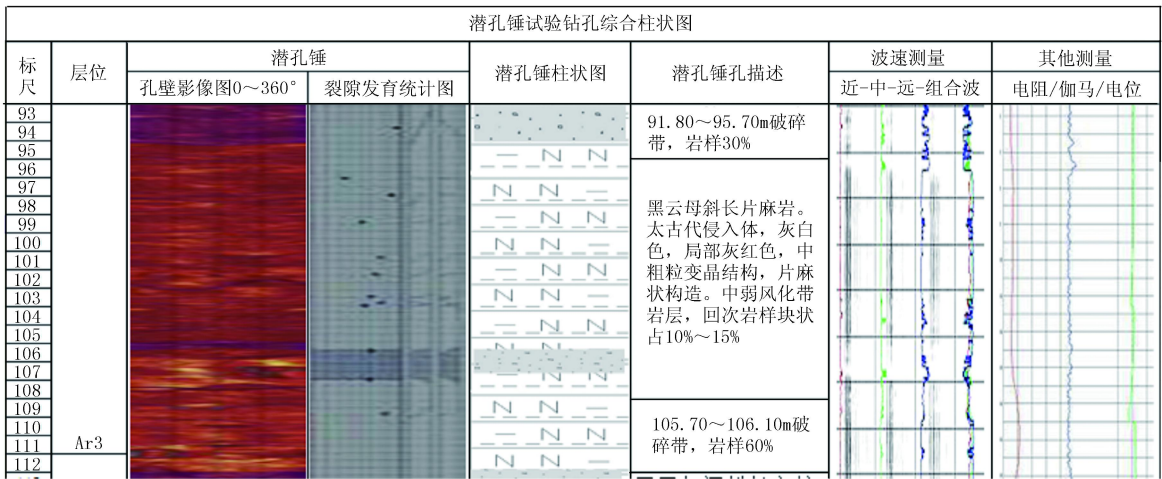 潜孔锤试验钻孔综合柱状图
标尺
层位
潜孔锤
孔壁影像图0～360°
裂隙发育统计图
潜孔锤柱状图
潜孔锤孔描述
波速测量
近-中-远-组合波
其他测量
电阻/伽马/电位
93
94
95
96
97
98
99
100
101
102
103
104
105
106
107
108
109
110
111
112
Ar3
91.80～95.70m破碎
带，岩样30%
黑云母斜长片麻岩。
太古代侵入体，灰白
色，局部灰红色，中
粗粒变晶结构，片麻
状构造。中弱风化带
岩层，回次岩样块状
占10%～15%
105.70～106.10m破
碎带，岩样60%